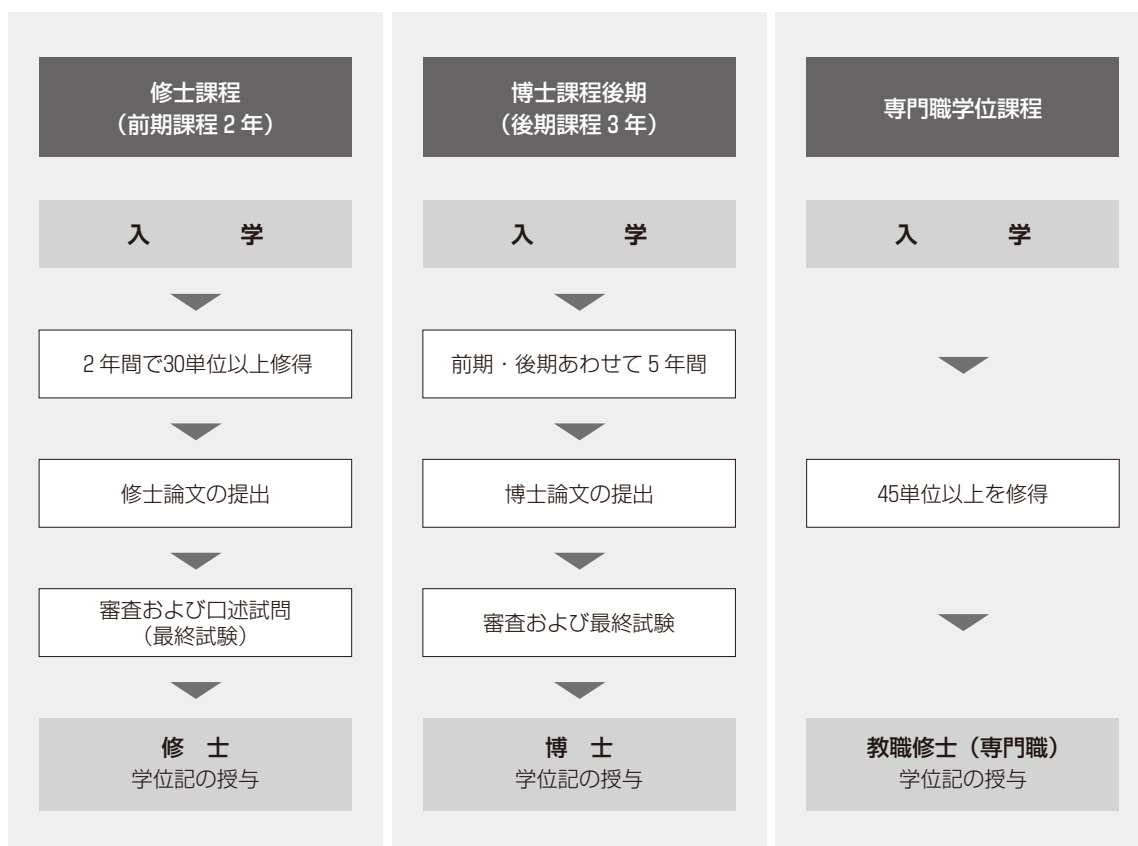 修士課程
（前期課程2年）
入 学
2年間で30単位以上修得
修士論文の提出
審査および口述試問
（最終試験）
修 士
学位記の授与
博士課程後期
（後期課程3年）
入 学
前期・後期あわせて5年間
博士論文の提出
審査および最終試験
博 士
学位記の授与
専門職学位課程
入 学
45単位以上を修得
教職修士（専門職）
学位記の授与